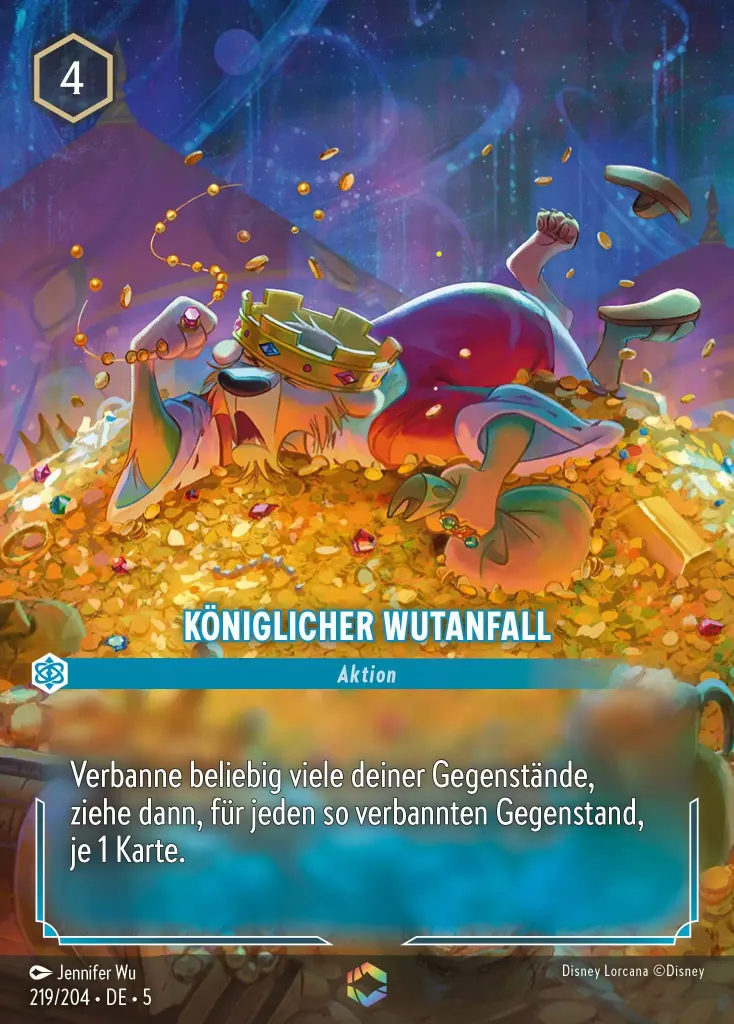 4
KÖNIGLICHER WUTANFALL
Aktion
Verbanne beliebig viele deiner Gegenstände,
ziehe dann, für jeden so verbannten Gegenstand,
je 1 Karte.
Jennifer Wu
Disney Lorcana ©Disney
219/204 • DE • 5